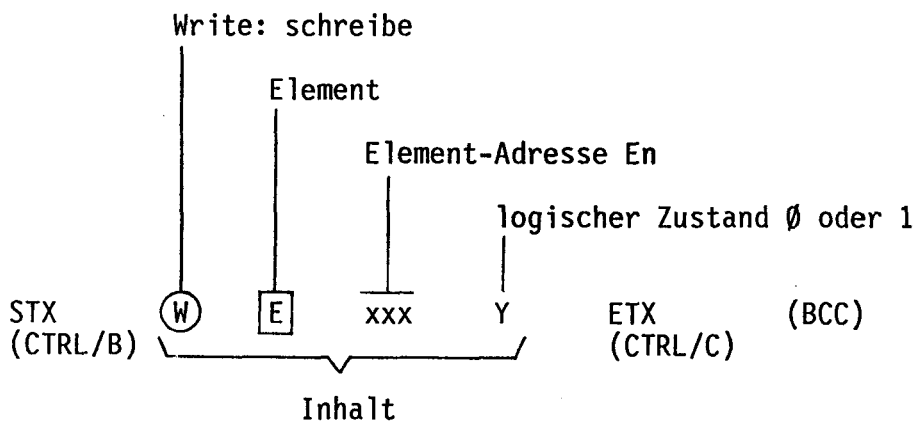 Write: schreibe
Element
Element-Adresse En
logischer Zustand Ø oder 1
STX W E xxx Y ETX (BCC)
(CTRL/B) (CTRL/C)
Inhalt